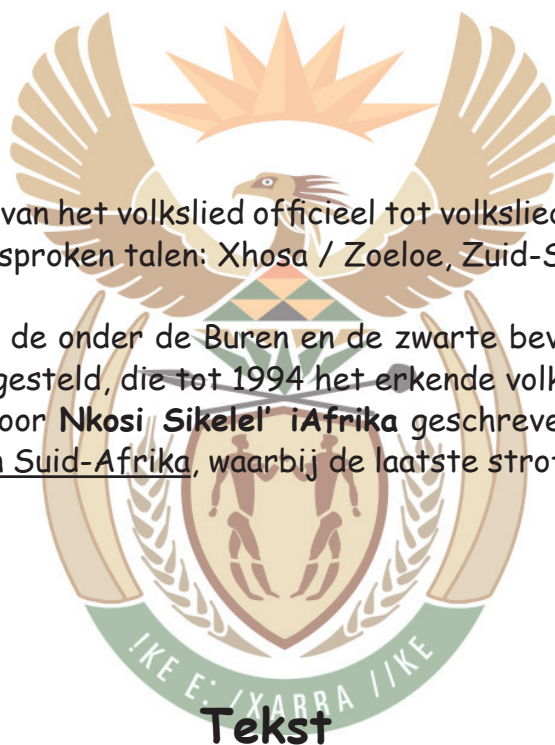 van het volkslied officieel tot volkslied
sproken talen: Xhosa / Zoeloe, Zuid-S
de onder de Buren en de zwarte bev
gesteld, die tot 1994 het erkende volk
oor Nkosi Sikelel' iAfrika geschreve
Suid-Afrika, waarbij de laatste strof
!KE E: /XARRA //KE
Tekst